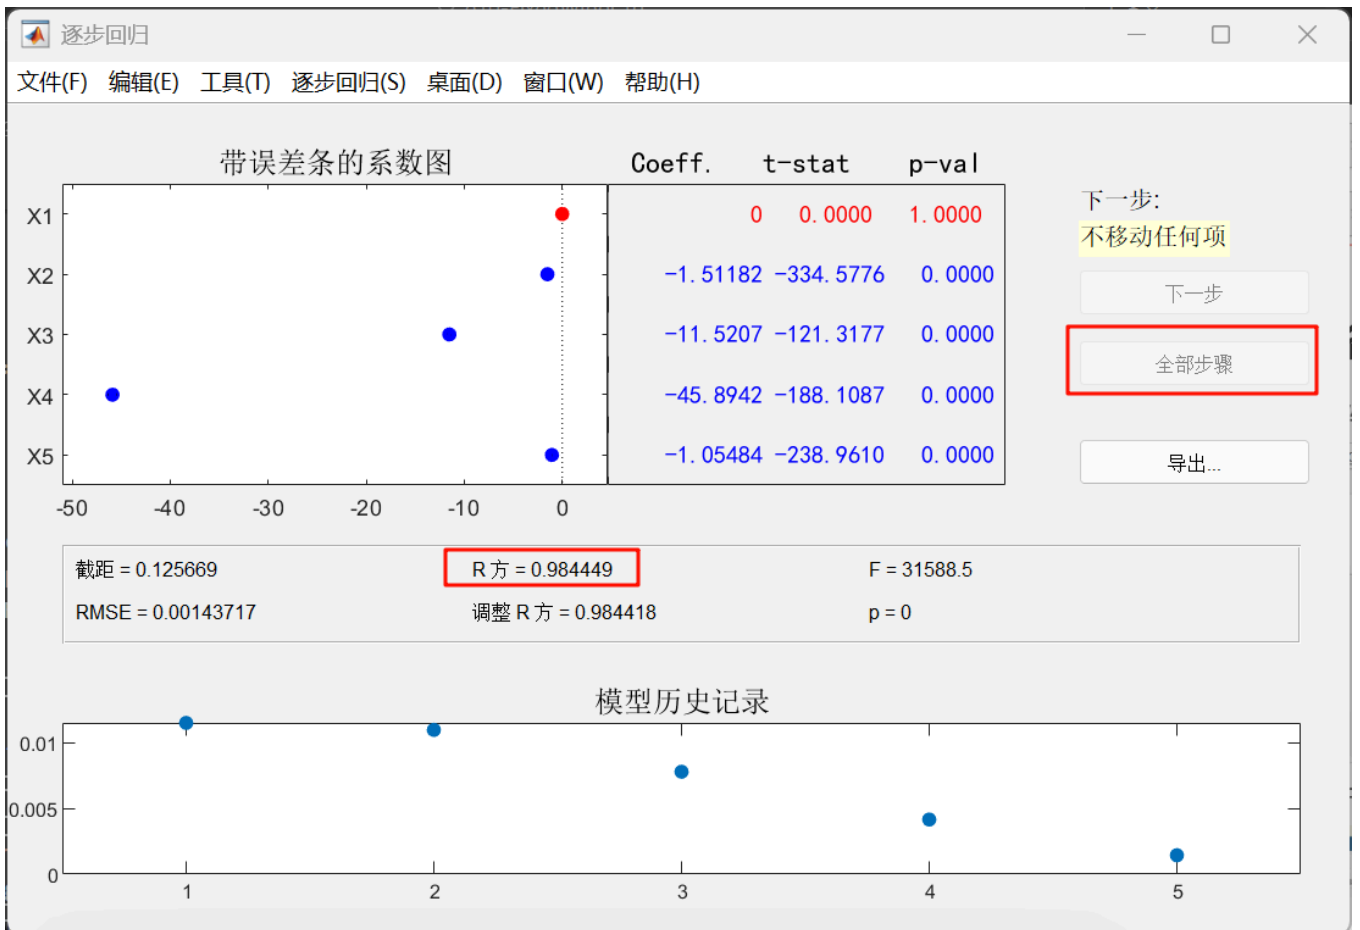 逐步回归
文件(F) 编辑(E) 工具(T) 逐步回归(S) 桌面(D) 窗口(W) 帮助(H)
带误差条的系数图
Coeff. t-stat p-val
X1 0 0.0000 1.0000
X2 -1.51182 -334.5776 0.0000
X3 -11.5207 -121.3177 0.0000
X4 -45.8942 -188.1087 0.0000
X5 -1.05484 -238.9610 0.0000
-50 -40 -30 -20 -10 0
下一步:
不移动任何项
下一步
全部步骤
导出...
截距 = 0.125669 R 方 = 0.984449 F = 31588.5
RMSE = 0.00143717 调整 R 方 = 0.984418 p = 0
模型历史记录
0.01
0.005
0
1 2 3 4 5